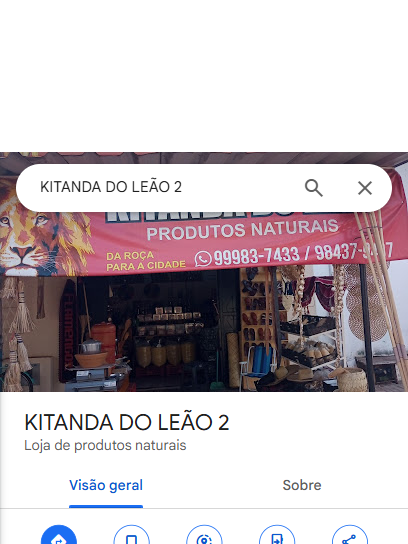 KITANDA DO LEÃO 2
PRODUTOS NATURAIS
DA ROÇA
PARA A CIDADE
99983-7433 / 98437-
KITANDA DO LEÃO 2
Loja de produtos naturais
Visão geral
Sobre